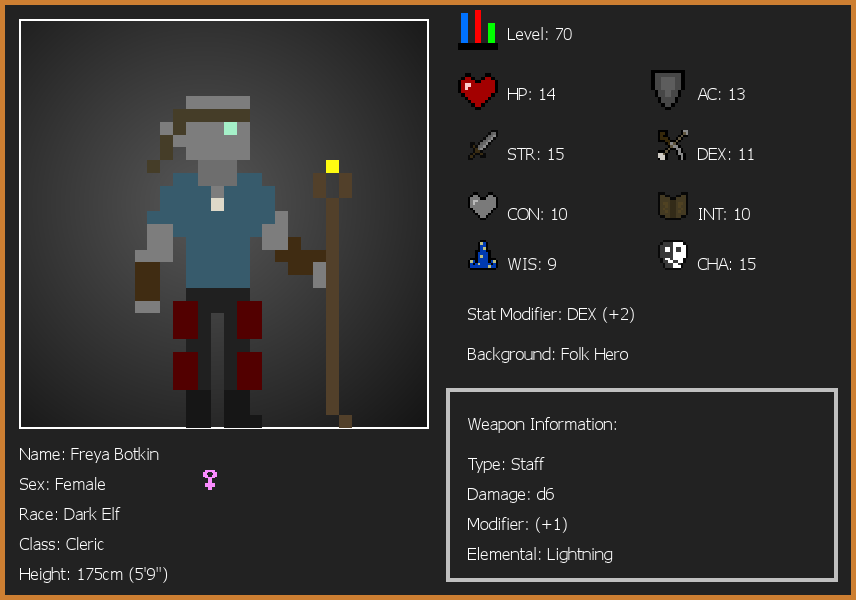 Level: 70
HP: 14
AC: 13
STR: 15
DEX: 11
CON: 10
INT: 10
WIS: 9
CHA: 15
Stat Modifier: DEX (+2)
Background: Folk Hero
Weapon Information:
Type: Staff
Damage: d6
Modifier: (+1)
Elemental: Lightning
Name: Freya Botkin
Sex: Female
Race: Dark Elf
Class: Cleric
Height: 175cm (5'9")